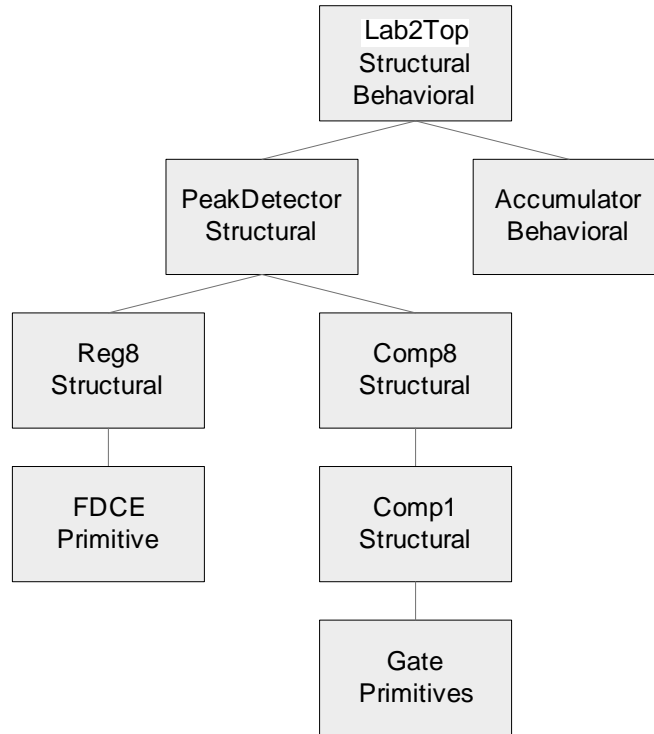 Lab2Top
Structural
Behavioral
PeakDetector
Structural
Accumulator
Behavioral
Reg8
Structural
Comp8
Structural
FDCE
Primitive
Comp1
Structural
Gate
Primitives